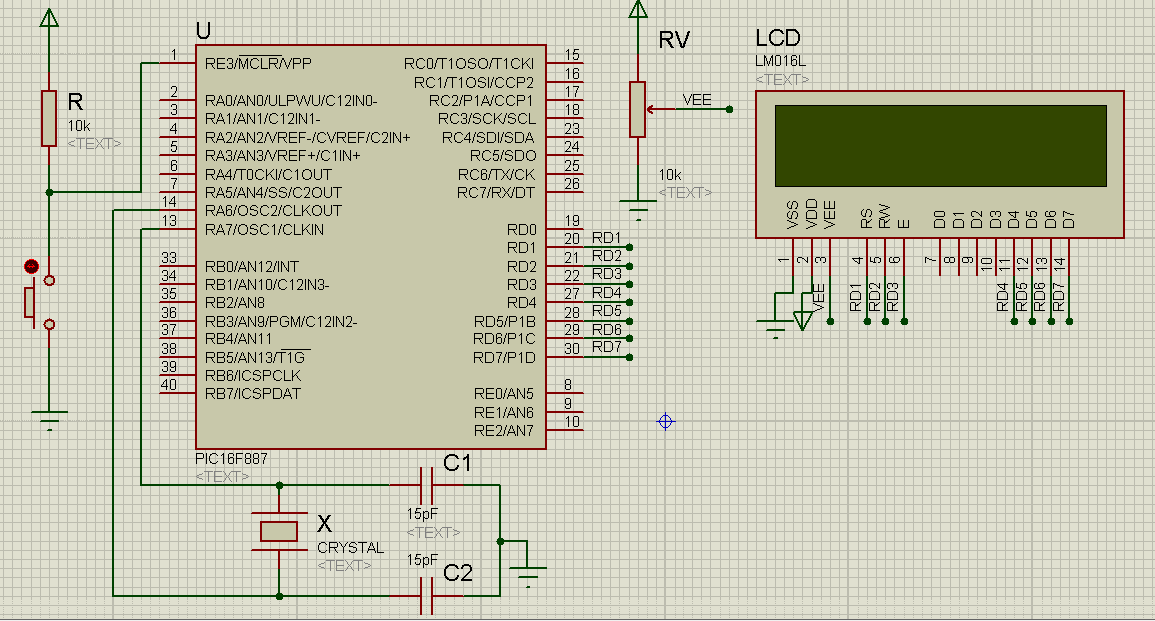 R
10k
<TEXT>
U
1
RE3/MCLR/VPP
2
RA0/AN0/ULPWU/C12IN0-
3
RA1/AN1/C12IN1-
4
RA2/AN2/VREF-/CVREF/C2IN+
5
RA3/AN3/VREF+/C1IN+
6
RA4/T0CKI/C1OUT
7
RA5/AN4/SS/C2OUT
14
RA6/OSC2/CLKOUT
13
RA7/OSC1/CLKIN
33
RB0/AN12/INT
34
RB1/AN10/C12IN3-
35
RB2/AN8
36
RB3/AN9/PGM/C12IN2-
37
RB4/AN11
38
RB5/AN13/T1G
39
RB6/ICSPCLK
40
RB7/ICSPDAT
RC0/T1OSO/T1CKI
15
RC1/T1OSI/CCP2
16
RC2/P1A/CCP1
17
RC3/SCK/SCL
18
RC4/SDI/SDA
23
RC5/SDO
24
RC6/TX/CK
25
RC7/RX/DT
26
RD0
19
RD1
20
RD1
RD2
21
RD2
RD3
22
RD3
RD4
27
RD4
RD5/P1B
28
RD5
RD6/P1C
29
RD6
RD7/P1D
30
RD7
RE0/AN5
8
RE1/AN6
9
RE2/AN7
10
PIC16F887
<TEXT>
RV
VEE
10k
<TEXT>
LCD
LM016L
<TEXT>
VSS
VDD
VEE
RS
RW
E
D0
D1
D2
D3
D4
D5
D6
D7
1
2
3
4
5
6
7
8
9
10
11
12
13
14
VEE
RD1
RD2
RD3
RD4
RD5
RD6
RD7
C1
15pF
<TEXT>
X
CRYSTAL
<TEXT>
15pF
C2